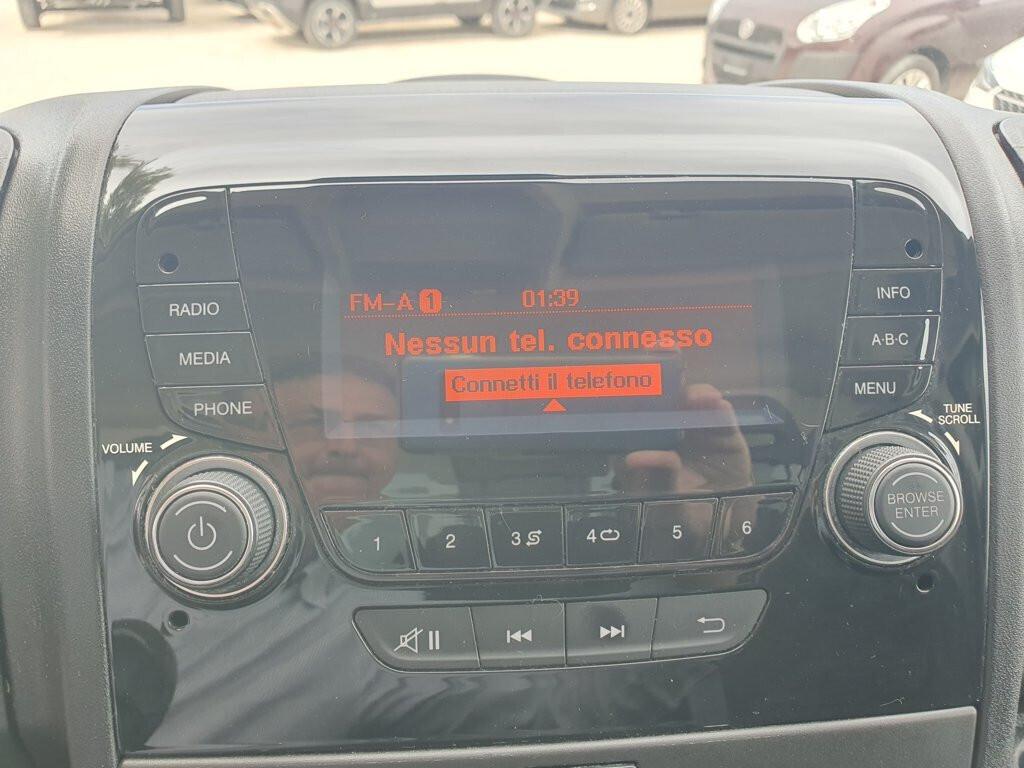 RADIO
MEDIA
PHONE
VOLUME
FM-A 1 01:39
Nessun tel. connesso
Connetti il telefono
INFO
A·B·C
MENU
TUNE
SCROLL
BROWSE
ENTER
1 2 3 4 5 6